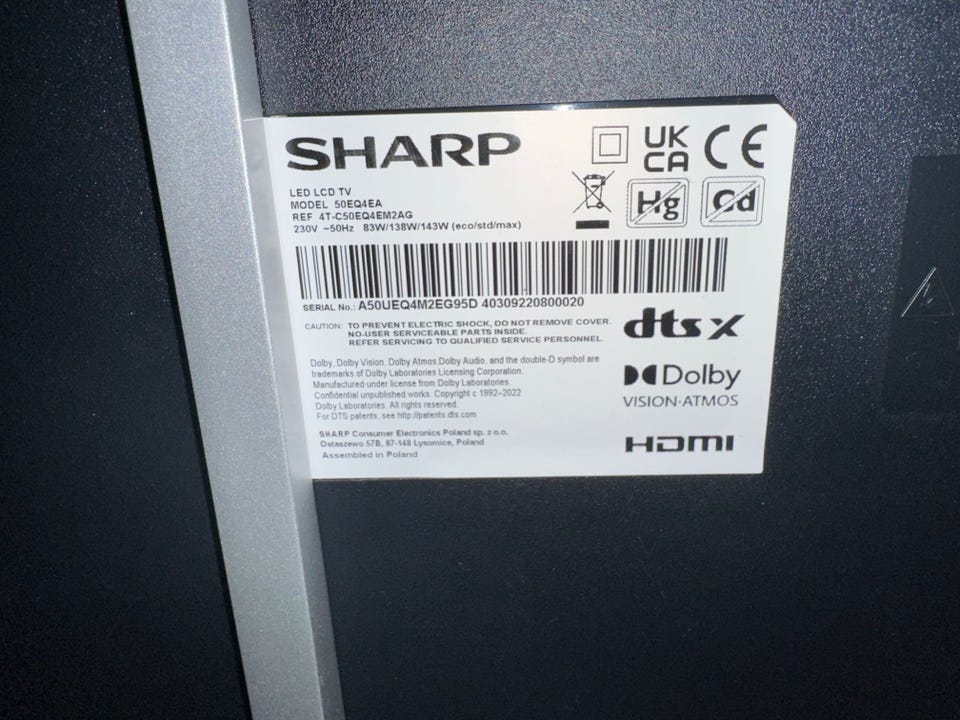 SHARP
UK
CA
CE
LED LCD TV
MODEL 50EQ4EA
REF 4T-C50EQ4EM2AG
230V ~50Hz 83W/138W/143W (eco/std/max)
Hg
Cd
SERIAL No.: A50UEQ4M2EG95D 40309220800020
CAUTION: TO PREVENT ELECTRIC SHOCK, DO NOT REMOVE COVER.
NO-USER SERVICEABLE PARTS INSIDE.
REFER SERVICING TO QUALIFIED SERVICE PERSONNEL.
dts X
Dolby, Dolby Vision, Dolby Atmos,Dolby Audio, and the double-D symbol are
trademarks of Dolby Laboratories Licensing Corporation.
Manufactured under license from Dolby Laboratories.
Confidential unpublished works. Copyright c 1992–2022
Dolby Laboratories. All rights reserved.
For DTS patents, see http://patents.dts.com
Dolby
VISION·ATMOS
SHARP Consumer Electronics Poland sp. z o.o.
Ostaszewo 57B, 87-148 Lysomice, Poland
Assembled in Poland
HDMI